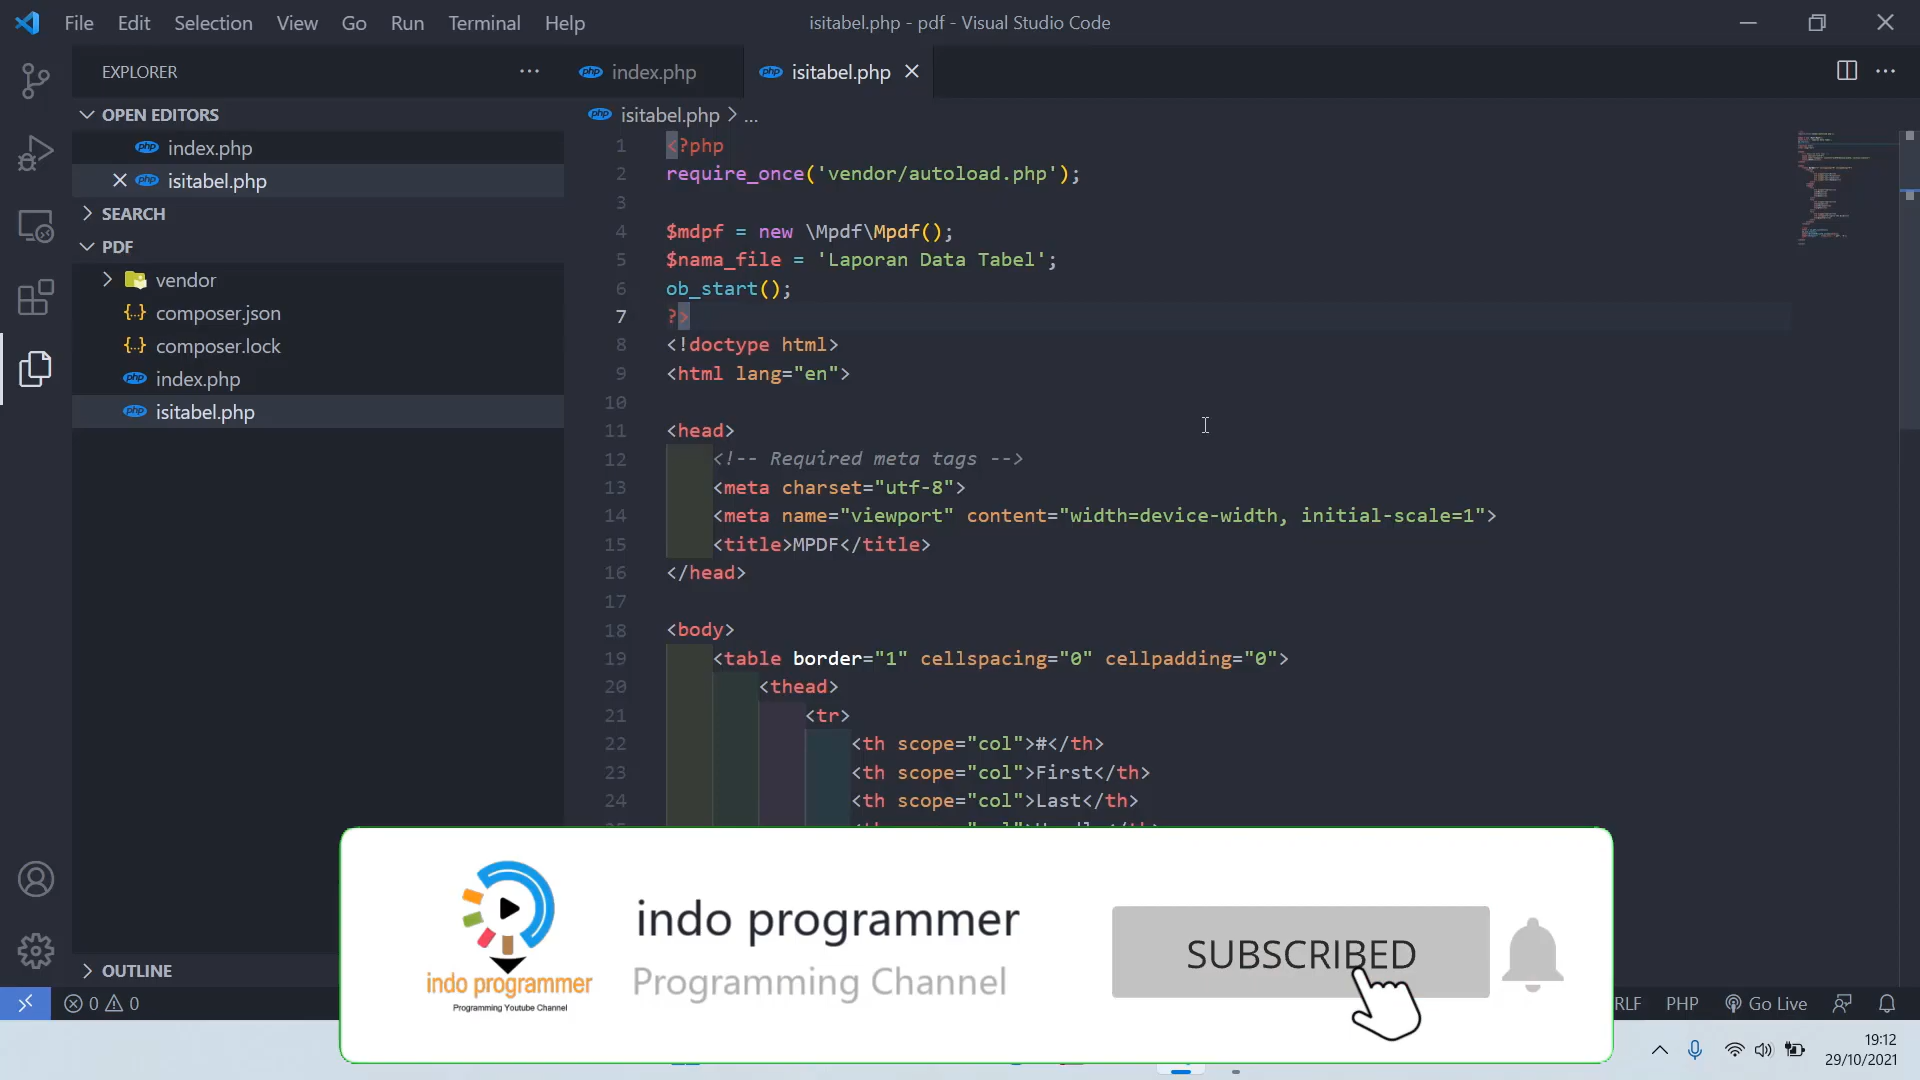 File Edit Selection View Go Run Terminal Help
isitabel.php - pdf - Visual Studio Code
EXPLORER
OPEN EDITORS
index.php
isitabel.php
SEARCH
PDF
vendor
composer.json
composer.lock
index.php
isitabel.php
OUTLINE
index.php
isitabel.php
isitabel.php > ...
1 <?php
2 require_once('vendor/autoload.php');
3
4 $mdpf = new \Mpdf\Mpdf();
5 $nama_file = 'Laporan Data Tabel';
6 ob_start();
7 ?>
8 <!doctype html>
9 <html lang="en">
10
11 <head>
12 <!-- Required meta tags -->
13 <meta charset="utf-8">
14 <meta name="viewport" content="width=device-width, initial-scale=1">
15 <title>MPDF</title>
16 </head>
17
18 <body>
19 <table border="1" cellspacing="0" cellpadding="0">
20 <thead>
21 <tr>
22 <th scope="col">#</th>
23 <th scope="col">First</th>
24 <th scope="col">Last</th>
indo programmer
Programming Youtube Channel
indo programmer
Programming Channel
SUBSCRIBED
0 0
RLF PHP Go Live
19:12
29/10/2021